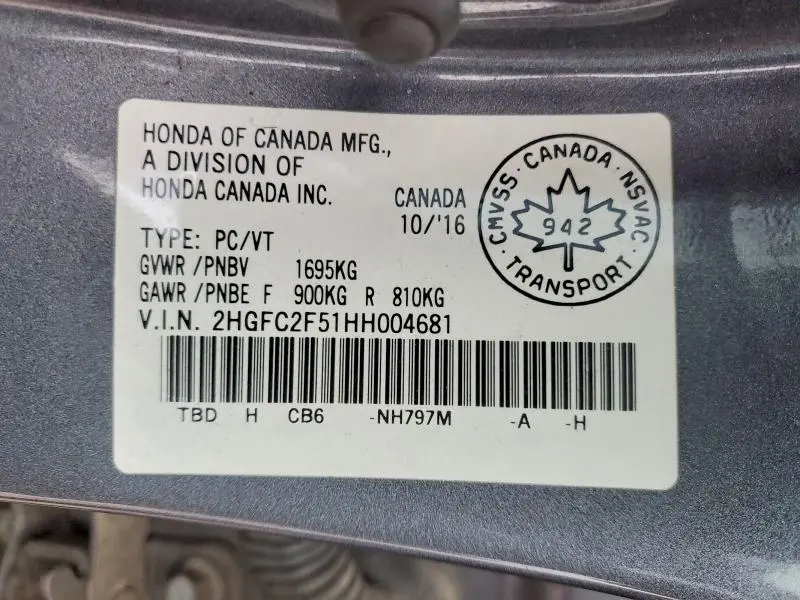 HONDA OF CANADA MFG.,
A DIVISION OF
HONDA CANADA INC.
CANADA
10/'16
TYPE: PC/VT
GVWR /PNBV 1695KG
GAWR /PNBE F 900KG R 810KG
V.I.N. 2HGFC2F51HH004681
TBD H CB6 -NH797M -A -H
CMVSS · CANADA · NSVAC
942
· TRANSPORT ·